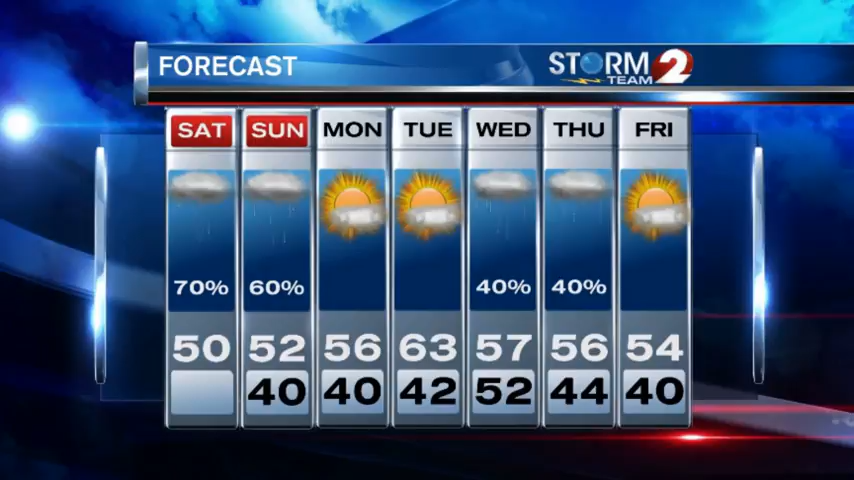 FORECAST
STORM
TEAM 2
SAT SUN MON TUE WED THU FRI
70% 60% 40% 40%
50 52 56 63 57 56 54
40 40 42 52 44 40